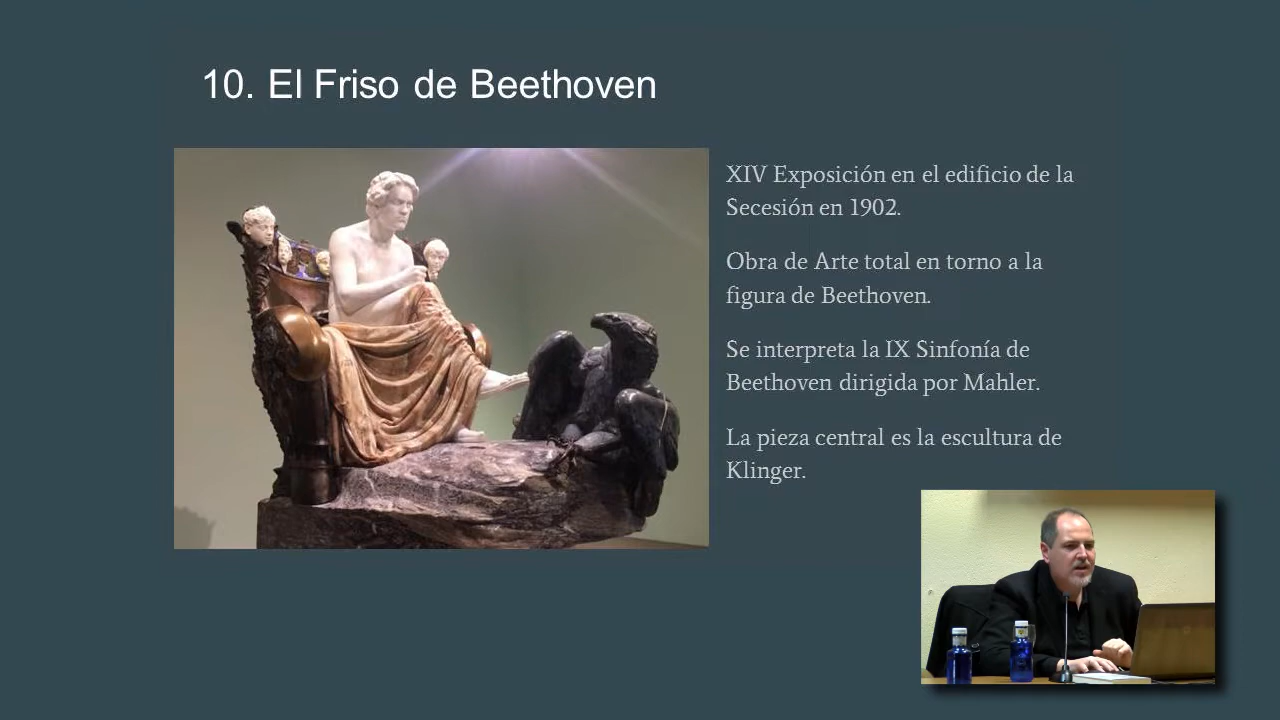 10. El Friso de Beethoven
XIV Exposición en el edificio de la
Secesión en 1902.
Obra de Arte total en torno a la
figura de Beethoven.
Se interpreta la IX Sinfonía de
Beethoven dirigida por Mahler.
La pieza central es la escultura de
Klinger.